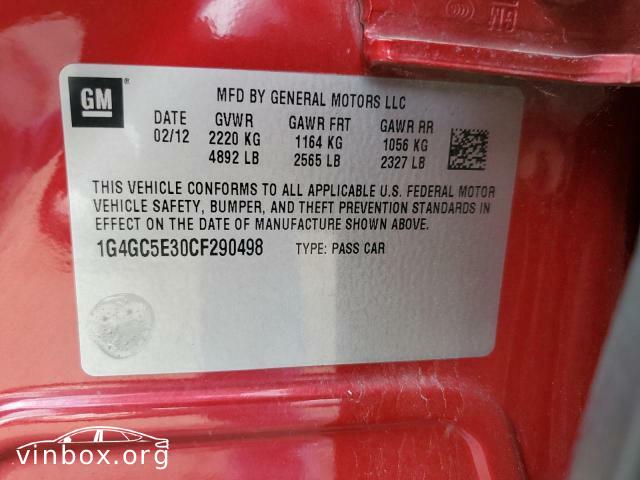 GM
GM
®
MFD BY GENERAL MOTORS LLC
DATE GVWR GAWR FRT GAWR RR
02/12 2220 KG 1164 KG 1056 KG
4892 LB 2565 LB 2327 LB
THIS VEHICLE CONFORMS TO ALL APPLICABLE U.S. FEDERAL MOTOR
VEHICLE SAFETY, BUMPER, AND THEFT PREVENTION STANDARDS IN
EFFECT ON THE DATE OF MANUFACTURE SHOWN ABOVE.
1G4GC5E30CF290498 TYPE: PASS CAR
vinbox.org